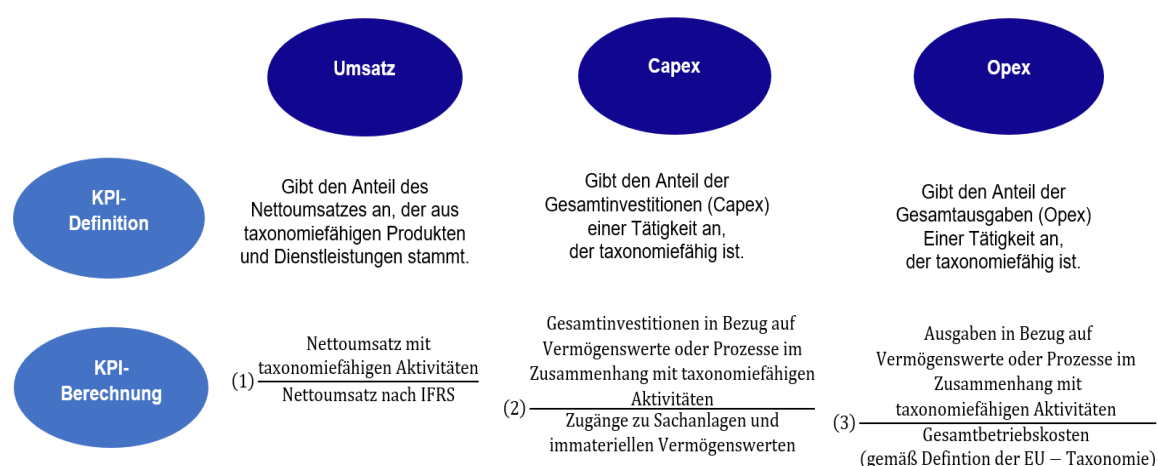 Umsatz
Capex
Opex
KPI-
Definition
Gibt den Anteil des
Nettoumsatzes an, der aus
taxonomiefähigen Produkten
und Dienstleistungen stammt.
Gibt den Anteil der
Gesamtinvestitionen (Capex)
einer Tätigkeit an,
der taxonomiefähig ist.
Gibt den Anteil der
Gesamtausgaben (Opex)
Einer Tätigkeit an,
der taxonomiefähig ist.
KPI-
Berechnung
Nettoumsatz mit
taxonomiefähigen Aktivitäten
(1)
Nettoumsatz nach IFRS
Gesamtinvestitionen in Bezug auf
Vermögenswerte oder Prozesse im
Zusammenhang mit taxonomiefähigen
Aktivitäten
(2)
Zugänge zu Sachanlagen und
immateriellen Vermögenswerten
Ausgaben in Bezug auf
Vermögenswerte oder Prozesse im
Zusammenhang mit
taxonomiefähigen Aktivitäten
(3)
Gesamtbetriebskosten
(gemäß Defintion der EU − Taxonomie)